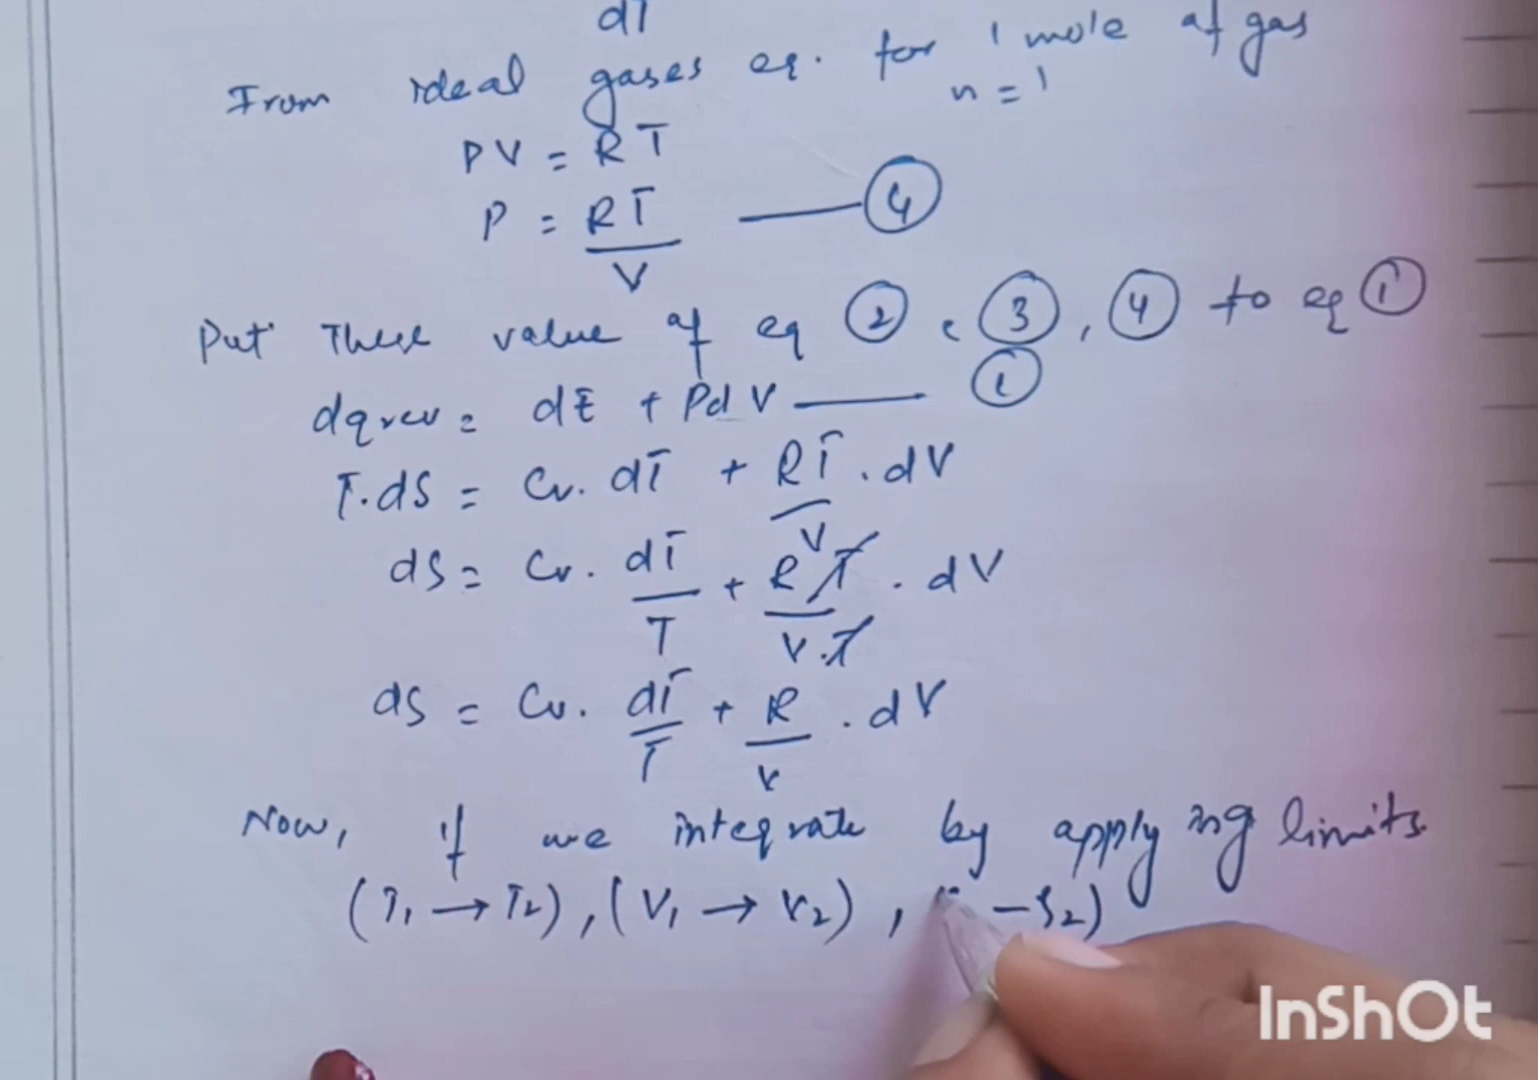 dT
From ideal gases eq. for 1 mole of gas
n = 1
PV = RT
P = RT/V —— 4
Put These value of eq 2, 3, 4 to eq 1
dqrev = dE + PdV —— 1
T.dS = Cv. dT + RT/V . dV
dS = Cv. dT/T + RT/V.T . dV
dS = Cv. dT/T + R/V . dV
Now, if we integrate by applying limits.
(T₁ → T₂), (V₁ → V₂), – S₂)
InShOt